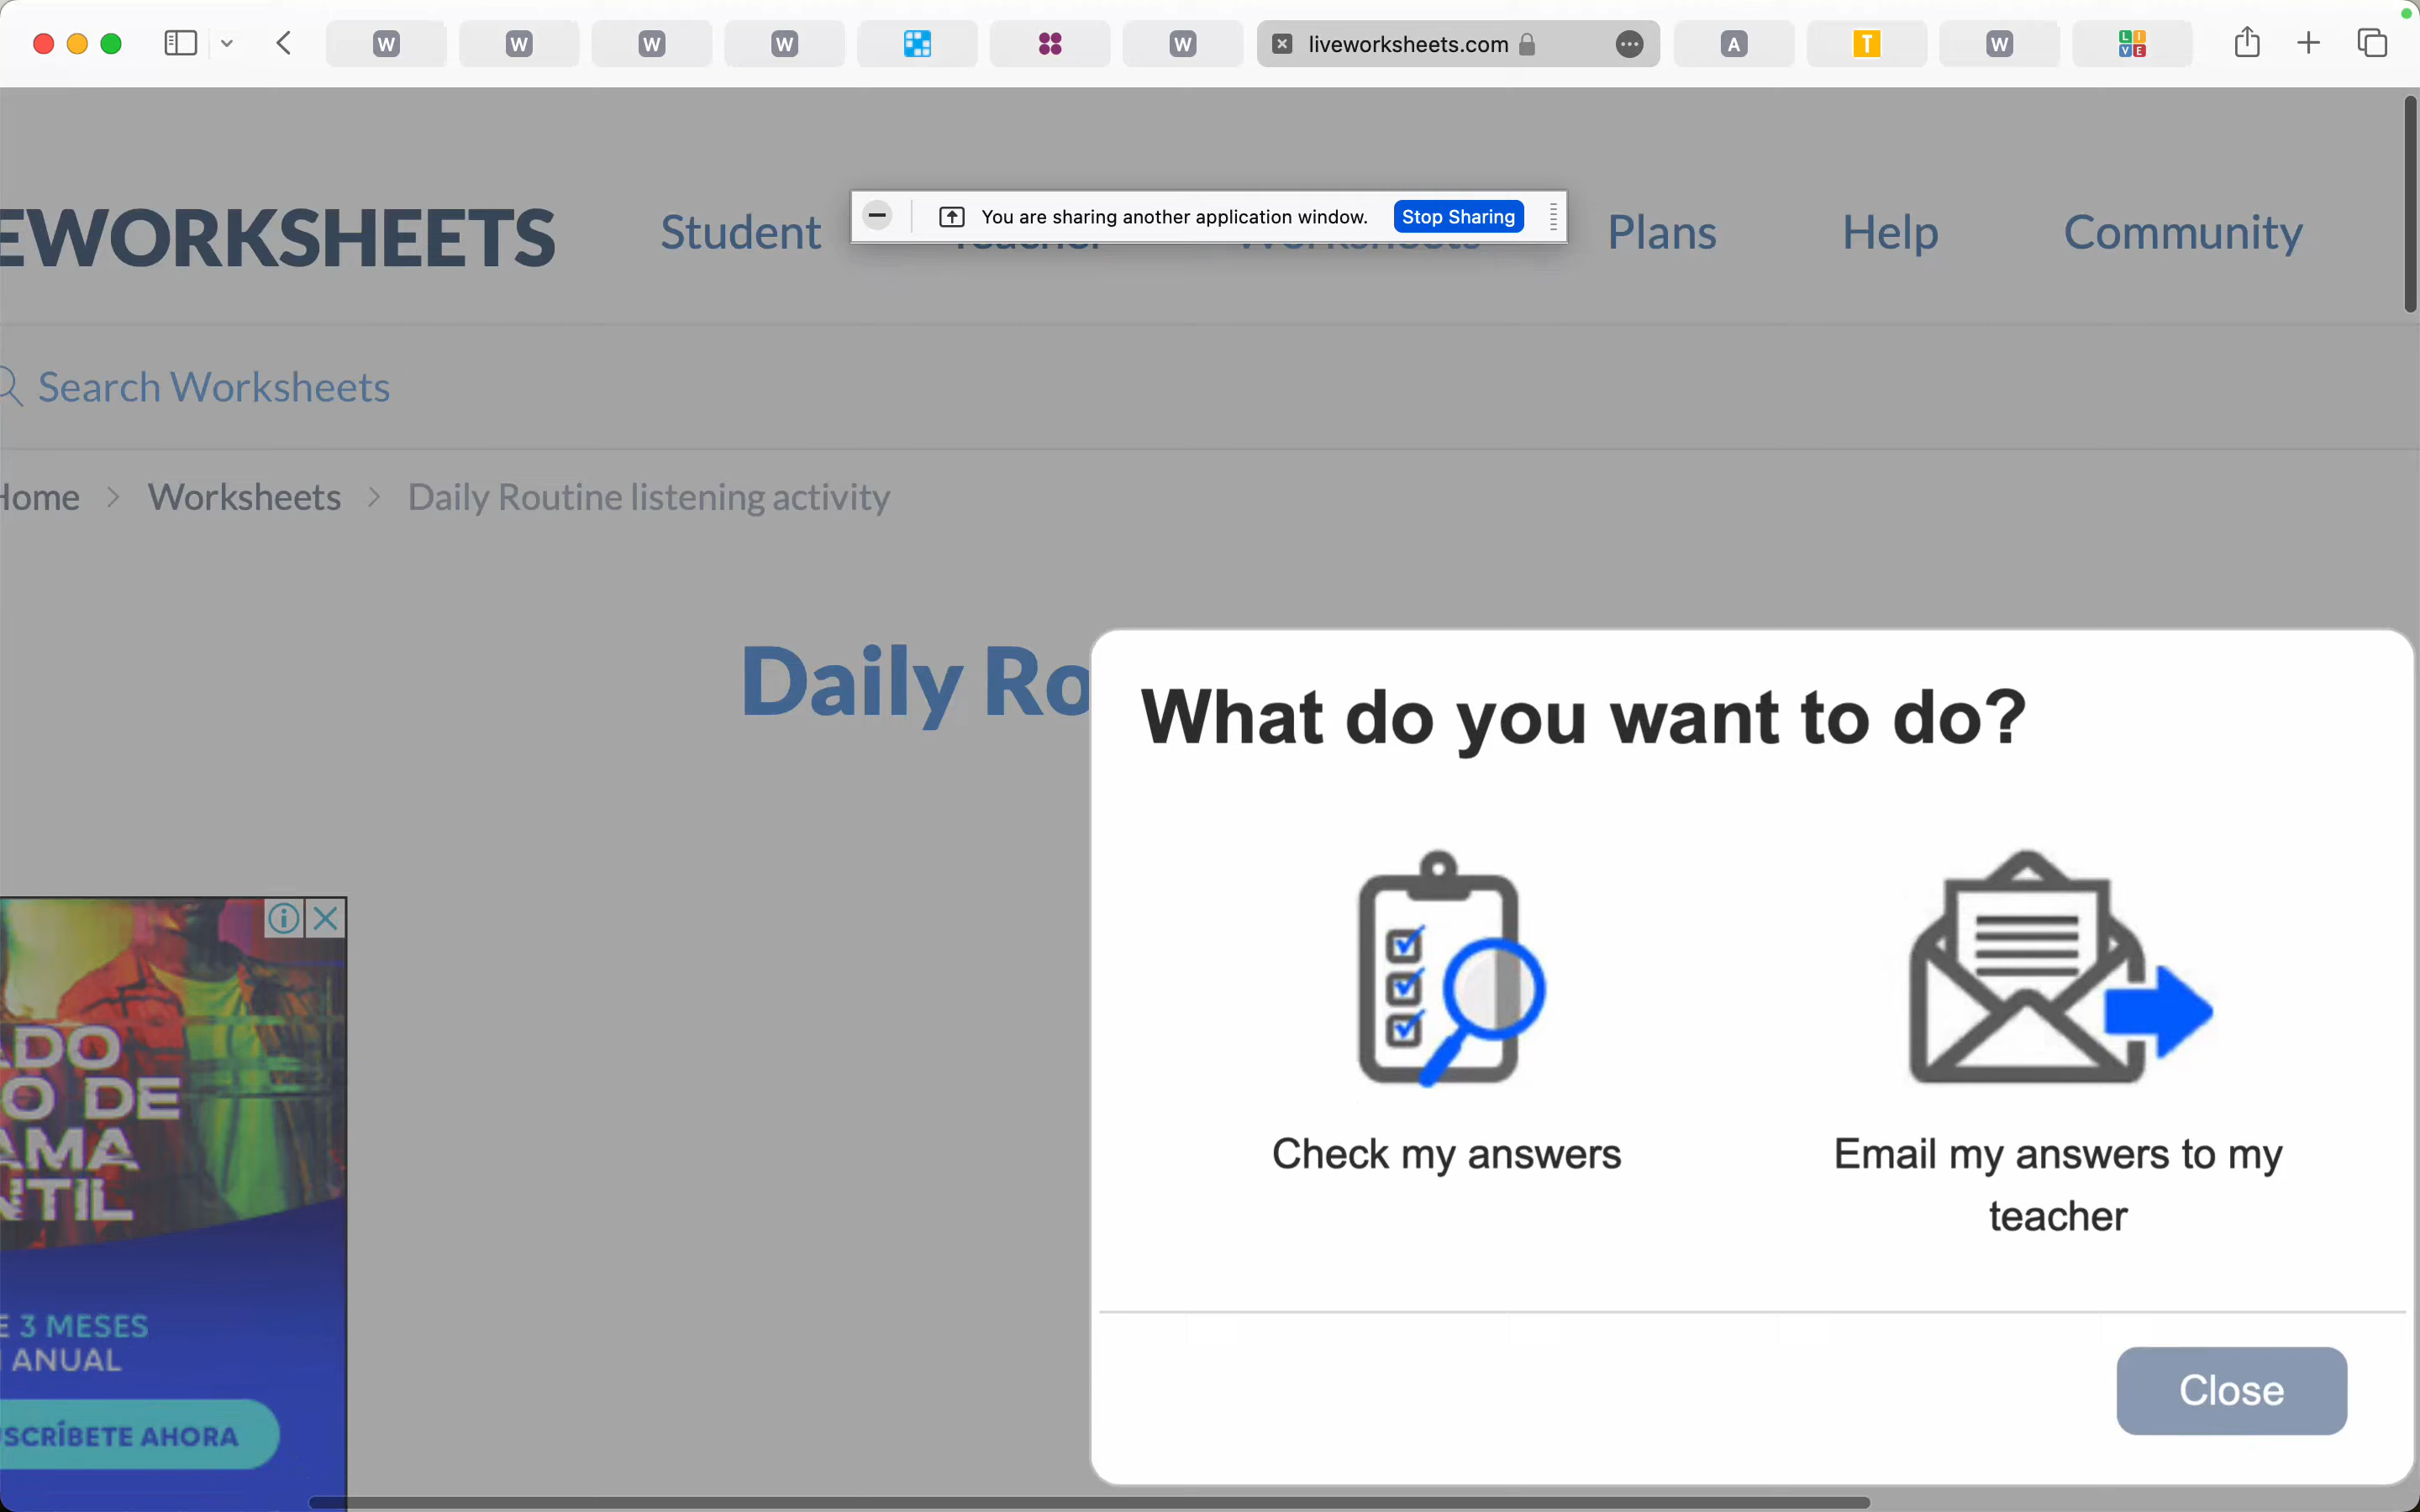 W
W
W
W
W
liveworksheets.com
A
T
W
L I V E
EWORKSHEETS
Student
You are sharing another application window.
Stop Sharing
Plans
Help
Community
Search Worksheets
Home > Worksheets > Daily Routine listening activity
Daily Ro
What do you want to do?
Check my answers
Email my answers to my
teacher
Close
DO
O DE
AMA
NTIL
E 3 MESES
ANUAL
SCRÍBETE AHORA